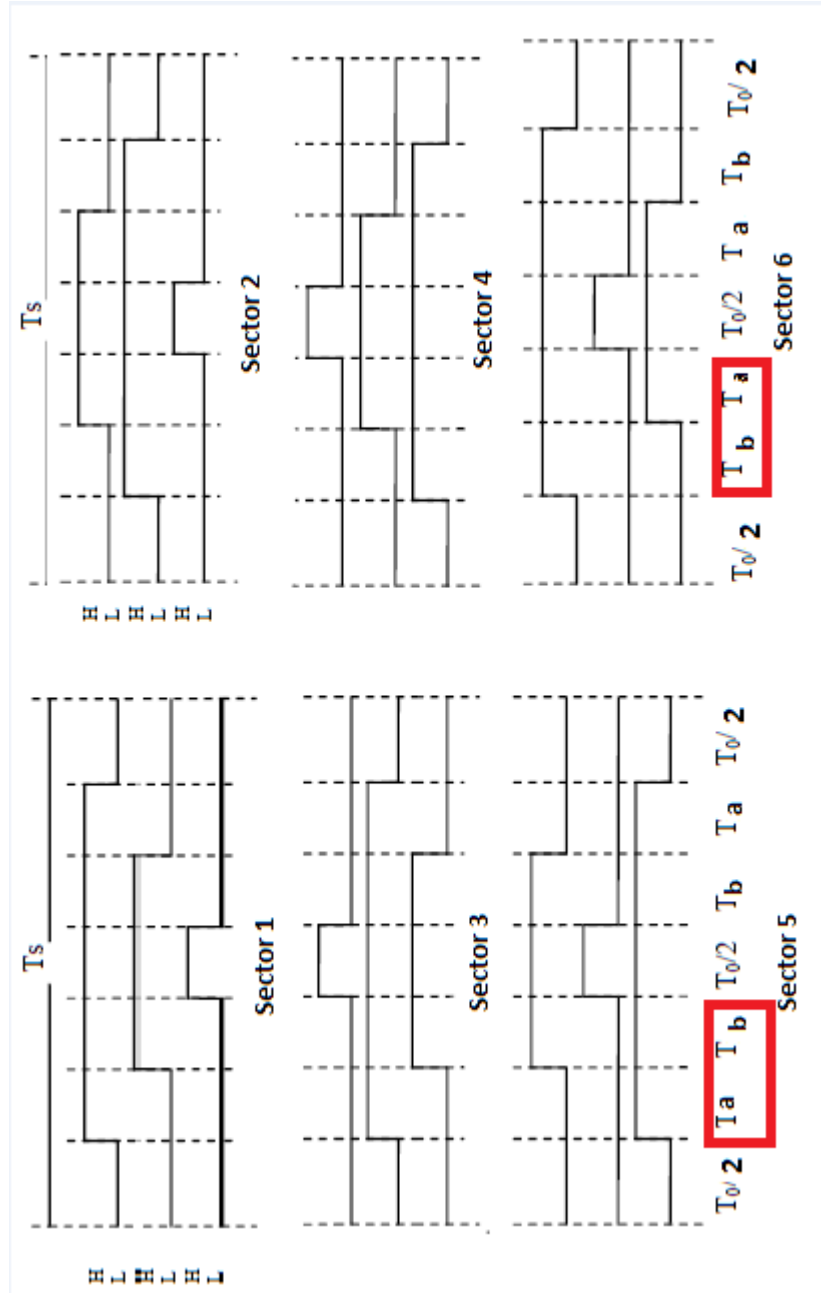 Ts
H
L
H
L
H
L
Sector 1
Ts
H
L
H
L
H
L
Sector 2
Sector 3
Sector 4
T₀/2 Ta Tb T₀/2 Tb Ta T₀/2
Sector 5
T₀/2 Tb Ta T₀/2 Ta Tb T₀/2
Sector 6